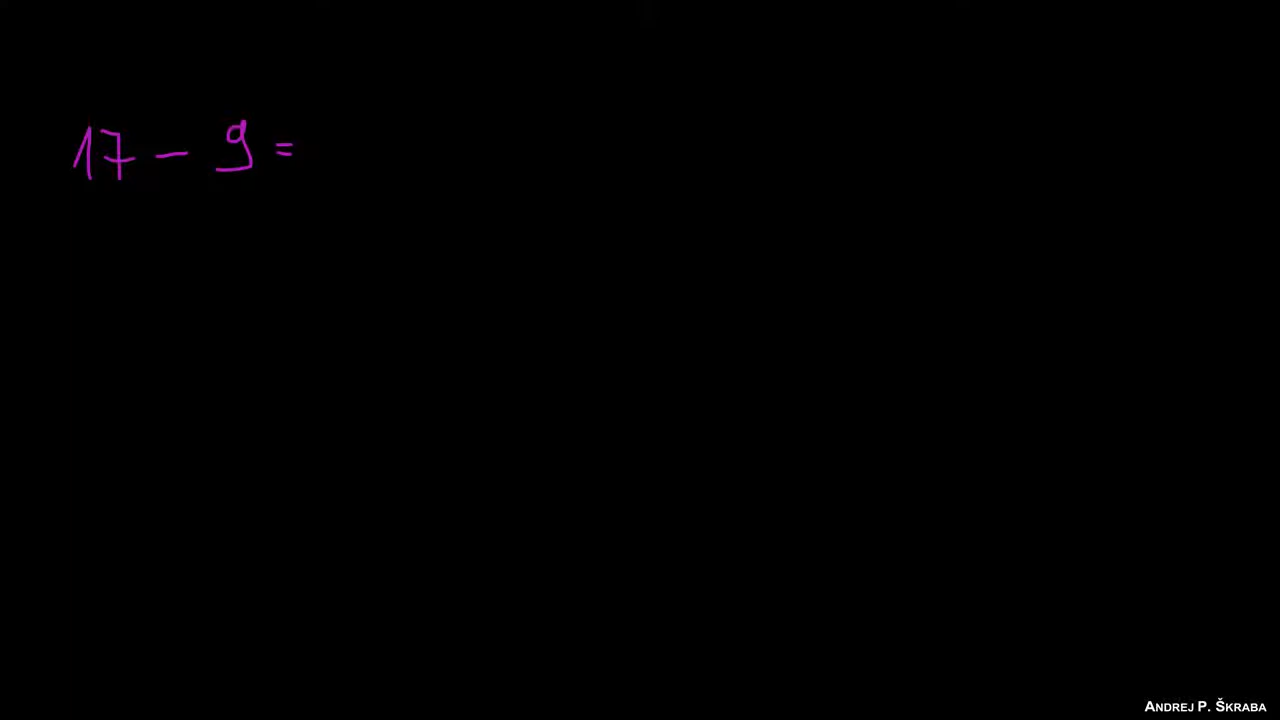 17 - 9 =
ANDREJ P. ŠKRABA